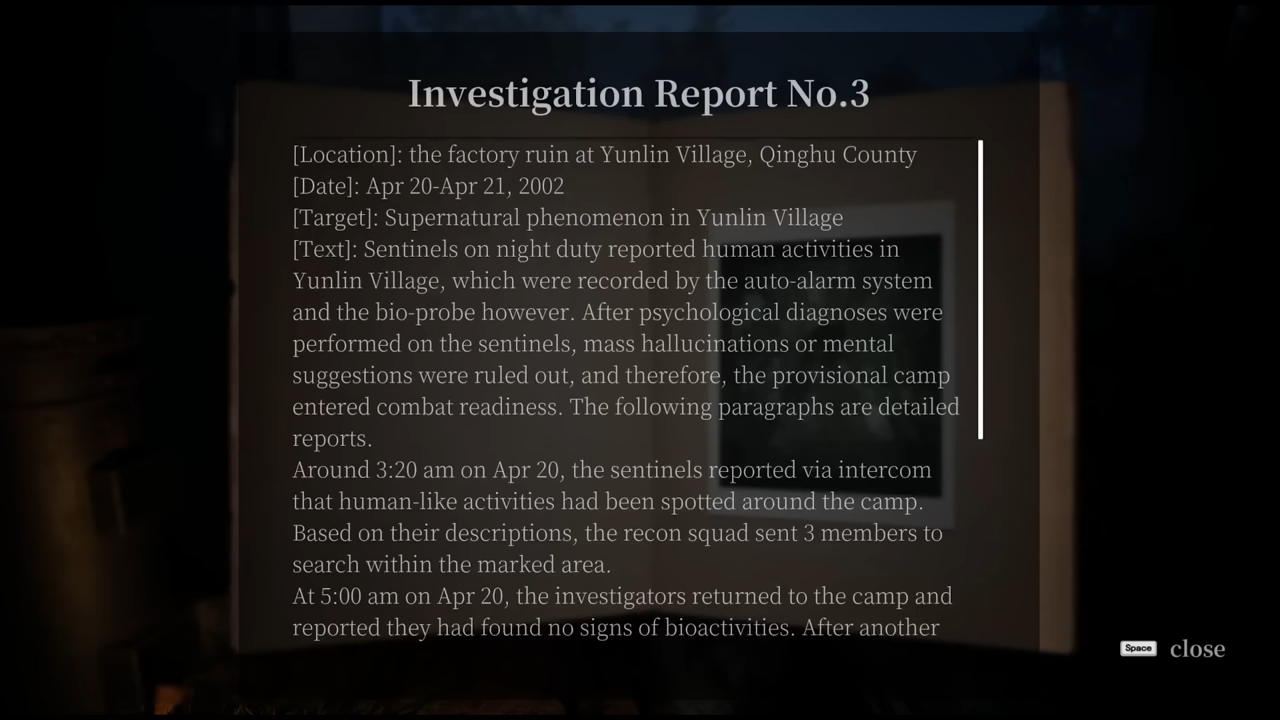 Investigation Report No.3
[Location]: the factory ruin at Yunlin Village, Qinghu County
[Date]: Apr 20-Apr 21, 2002
[Target]: Supernatural phenomenon in Yunlin Village
[Text]: Sentinels on night duty reported human activities in
Yunlin Village, which were recorded by the auto-alarm system
and the bio-probe however. After psychological diagnoses were
performed on the sentinels, mass hallucinations or mental
suggestions were ruled out, and therefore, the provisional camp
entered combat readiness. The following paragraphs are detailed
reports.
Around 3:20 am on Apr 20, the sentinels reported via intercom
that human-like activities had been spotted around the camp.
Based on their descriptions, the recon squad sent 3 members to
search within the marked area.
At 5:00 am on Apr 20, the investigators returned to the camp and
reported they had found no signs of bioactivities. After another
Space close